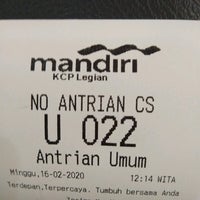 mandiri
KCP Legian
NO ANTRIAN CS
U 022
Antrian Umum
Minggu,16-02-2020 12:14 WITA
Terdepan,Terpercaya. Tumbuh bersama Anda